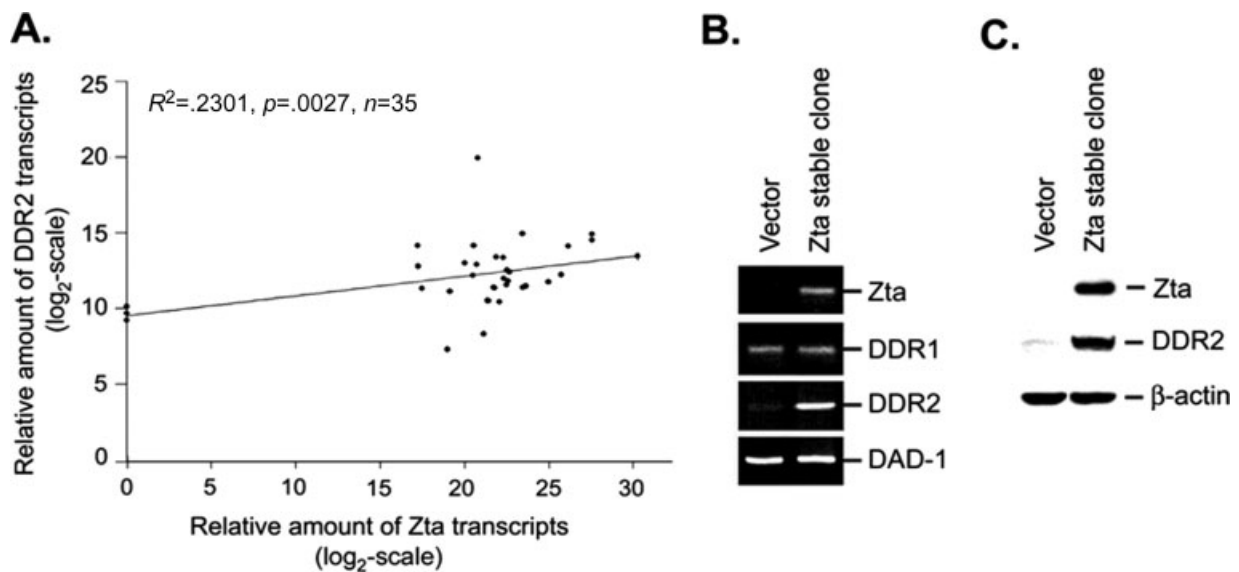 A.
Relative amount of DDR2 transcripts
(log2-scale)
25
20
15
10
5
0
R2=.2301, p=.0027, n=35
0 5 10 15 20 25 30
Relative amount of Zta transcripts
(log2-scale)
B.
Vector
Zta stable clone
Zta
DDR1
DDR2
DAD-1
C.
Vector
Zta stable clone
Zta
DDR2
β-actin